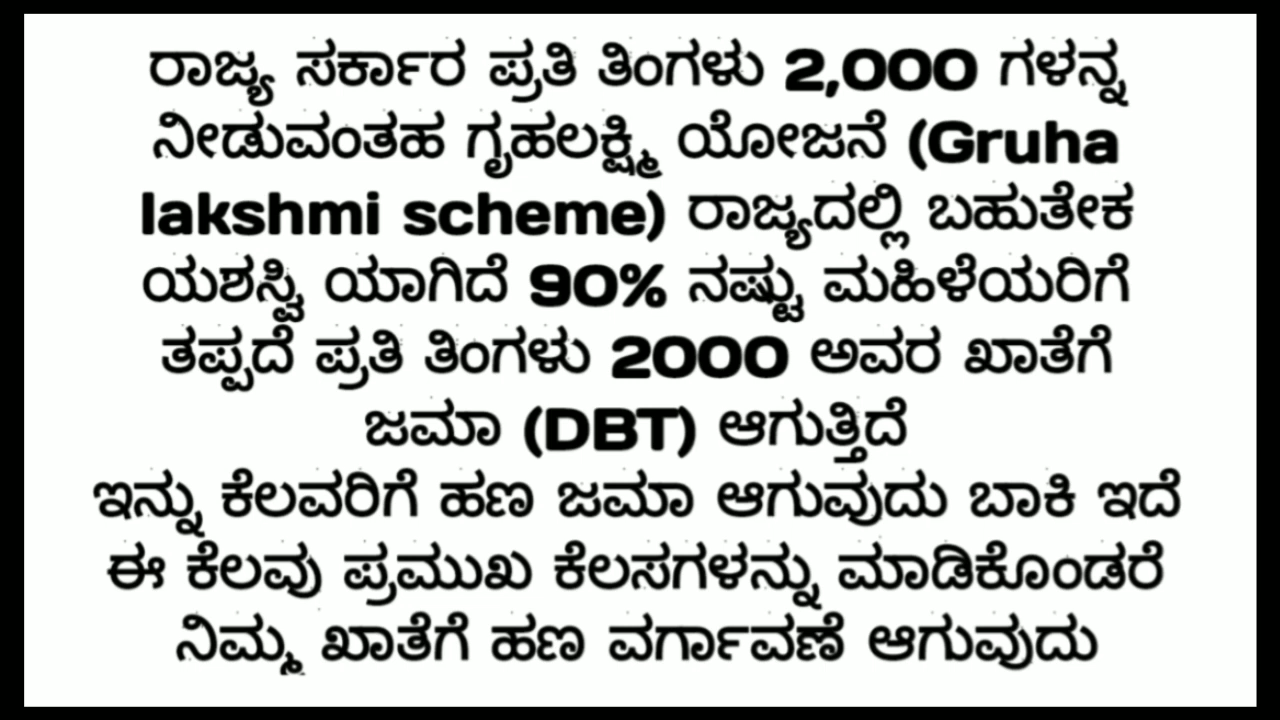 ರಾಜ್ಯ ಸರ್ಕಾರ ಪ್ರತಿ ತಿಂಗಳು 2,000 ಗಳನ್ನ
ನೀಡುವಂತಹ ಗೃಹಲಕ್ಷ್ಮಿ ಯೋಜನೆ (Gruha
lakshmi scheme) ರಾಜ್ಯದಲ್ಲಿ ಬಹುತೇಕ
ಯಶಸ್ವಿ ಯಾಗಿದೆ 90% ನಷ್ಟು ಮಹಿಳೆಯರಿಗೆ
ತಪ್ಪದೆ ಪ್ರತಿ ತಿಂಗಳು 2000 ಅವರ ಖಾತೆಗೆ
ಜಮಾ (DBT) ಆಗುತ್ತಿದೆ
ಇನ್ನು ಕೆಲವರಿಗೆ ಹಣ ಜಮಾ ಆಗುವುದು ಬಾಕಿ ಇದೆ
ಈ ಕೆಲವು ಪ್ರಮುಖ ಕೆಲಸಗಳನ್ನು ಮಾಡಿಕೊಂಡರೆ
ನಿಮ್ಮ ಖಾತೆಗೆ ಹಣ ವರ್ಗಾವಣೆ ಆಗುವುದು